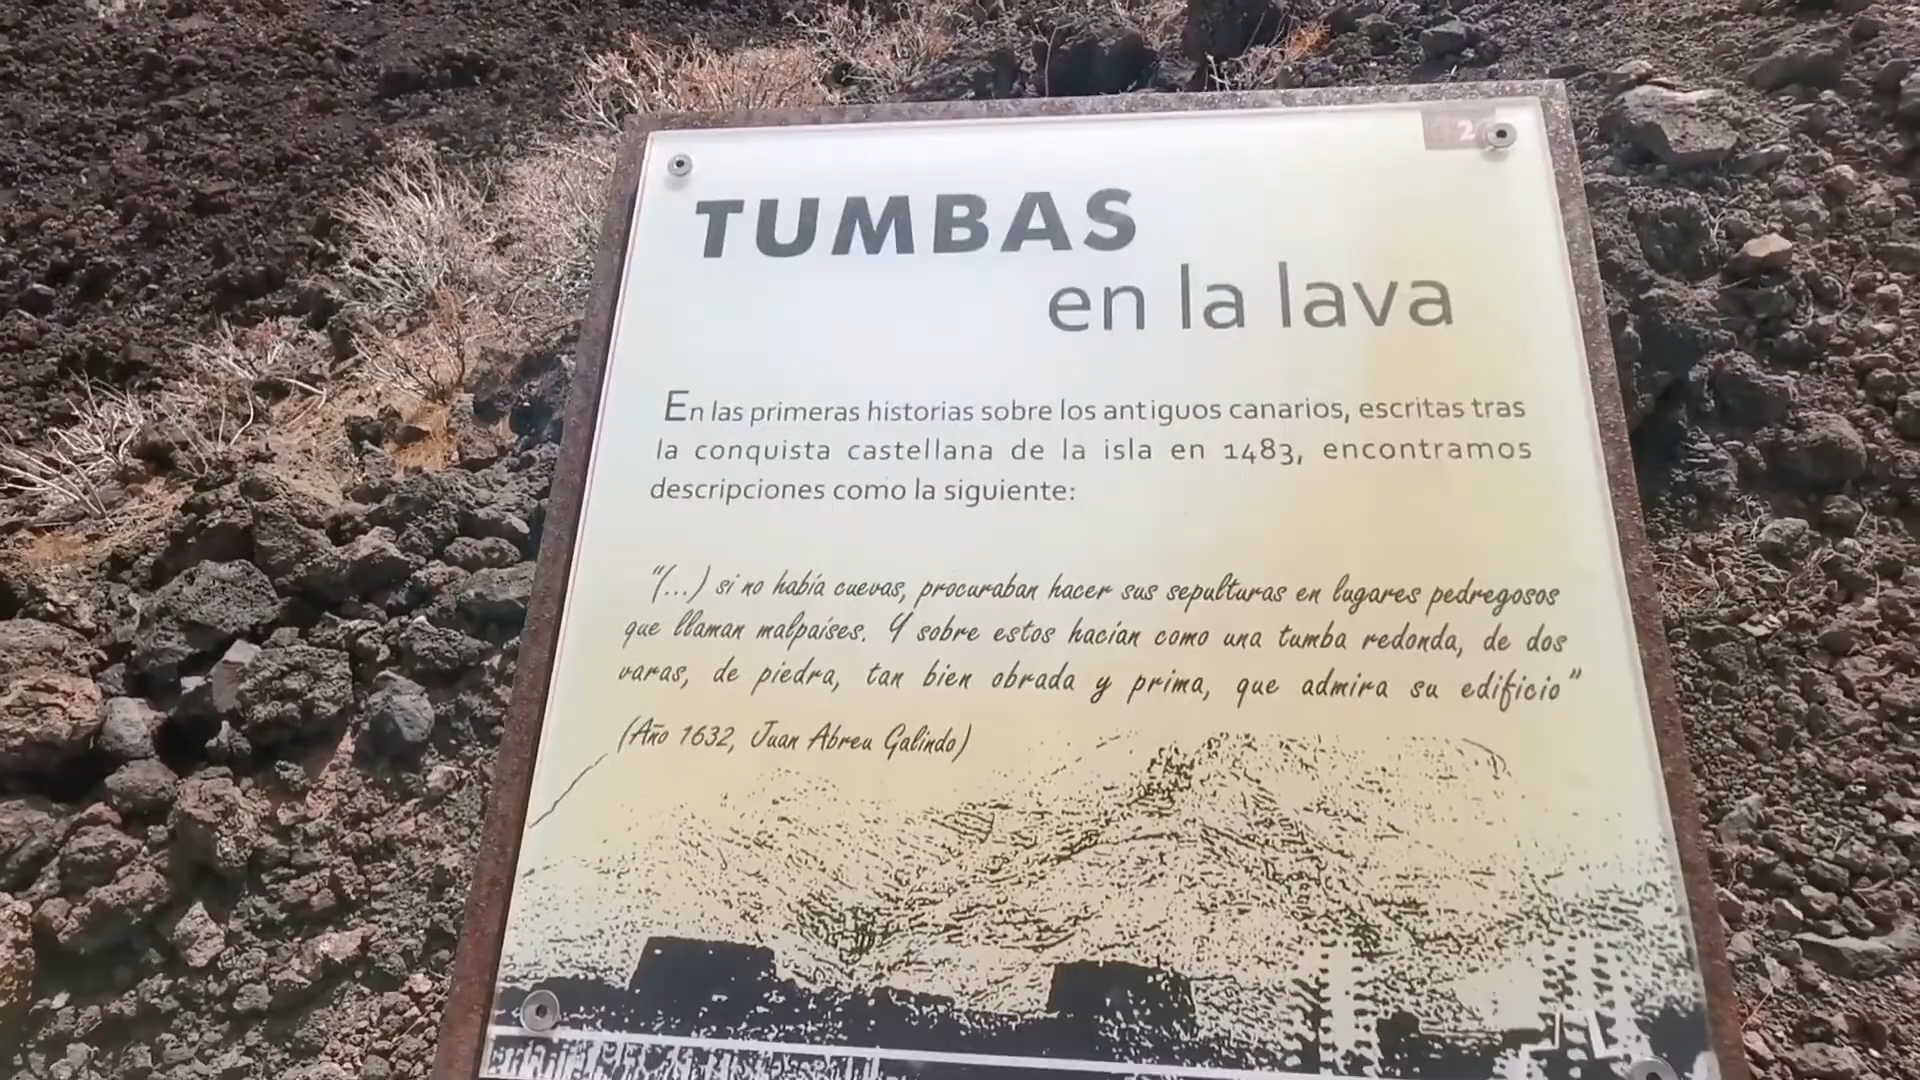 2
TUMBAS
en la lava
En las primeras historias sobre los antiguos canarios, escritas tras
la conquista castellana de la isla en 1483, encontramos
descripciones como la siguiente:
"(...) si no había cuevas, procuraban hacer sus sepulturas en lugares pedregosos
que llaman malpaíses. Y sobre estos hacían como una tumba redonda, de dos
varas, de piedra, tan bien obrada y prima, que admira su edificio"
(Año 1632, Juan Abreu Galindo)